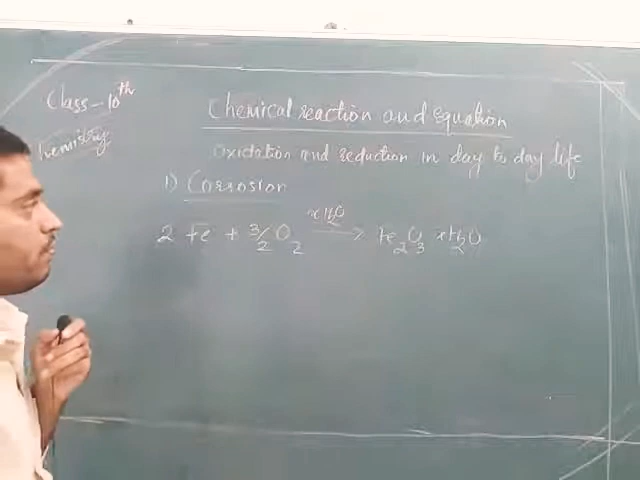 Class-10th
Chemistry
Chemical reaction and Equation
Oxidation and reduction in day to day life
1) Corrosion
2 Fe + 3/2 O2 xH2O → Fe2O3 xH2O